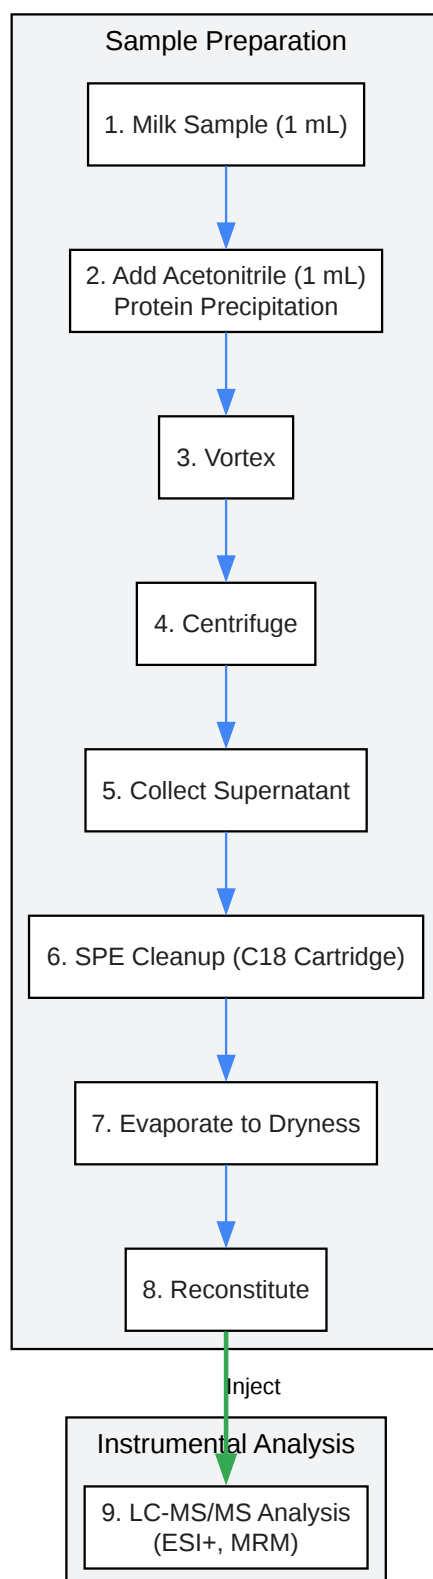 Sample Preparation
1. Milk Sample (1 mL)
2. Add Acetonitrile (1 mL)
Protein Precipitation
3. Vortex
4. Centrifuge
5. Collect Supernatant
6. SPE Cleanup (C18 Cartridge)
7. Evaporate to Dryness
8. Reconstitute
Inject
Instrumental Analysis
9. LC-MS/MS Analysis
(ESI+, MRM)